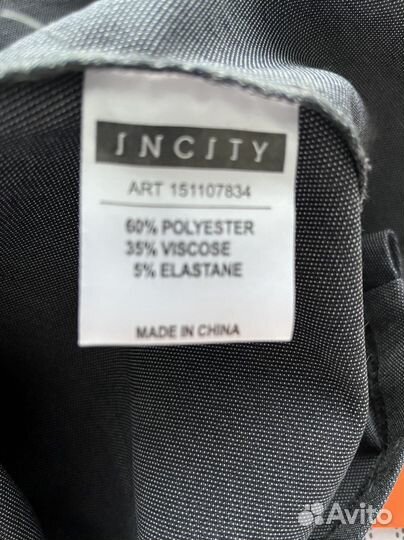 INCITY
ART 151107834
60% POLYESTER
35% VISCOSE
5% ELASTANE
MADE IN CHINA
Avito